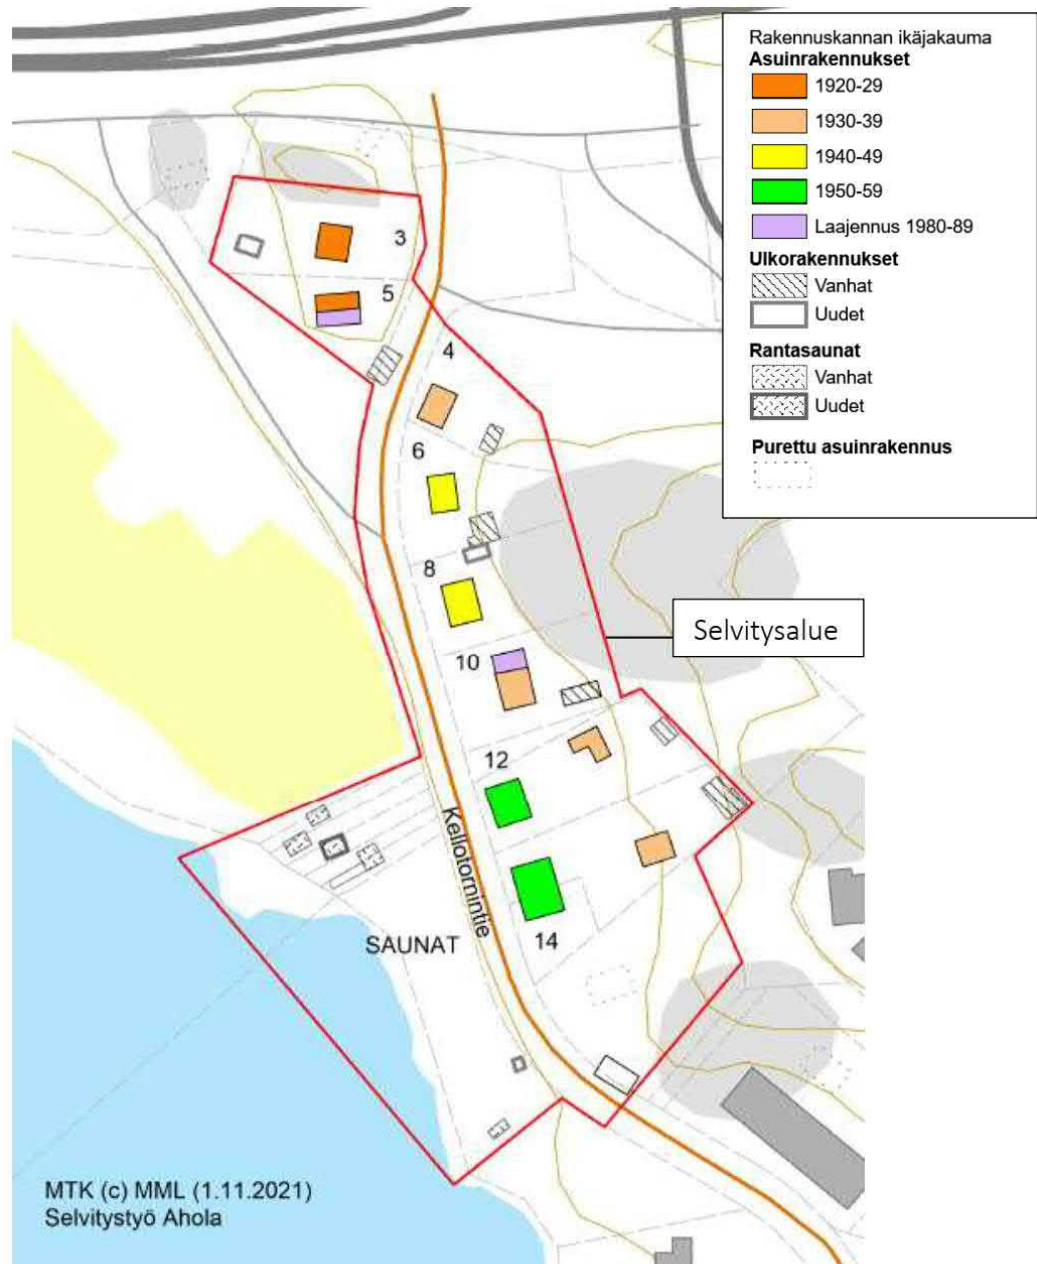 Rakennuskannan ikäjakauma
Asuinrakennukset
1920-29
1930-39
1940-49
1950-59
Laajennus 1980-89
Ulkorakennukset
Vanhat
Uudet
Rantasaunat
Vanhat
Uudet
Purettu asuinrakennus
3
5
4
6
8
Selvitysalue
10
12
Kellotornintie
14
SAUNAT
MTK (c) MML (1.11.2021)
Selvitystyö Ahola